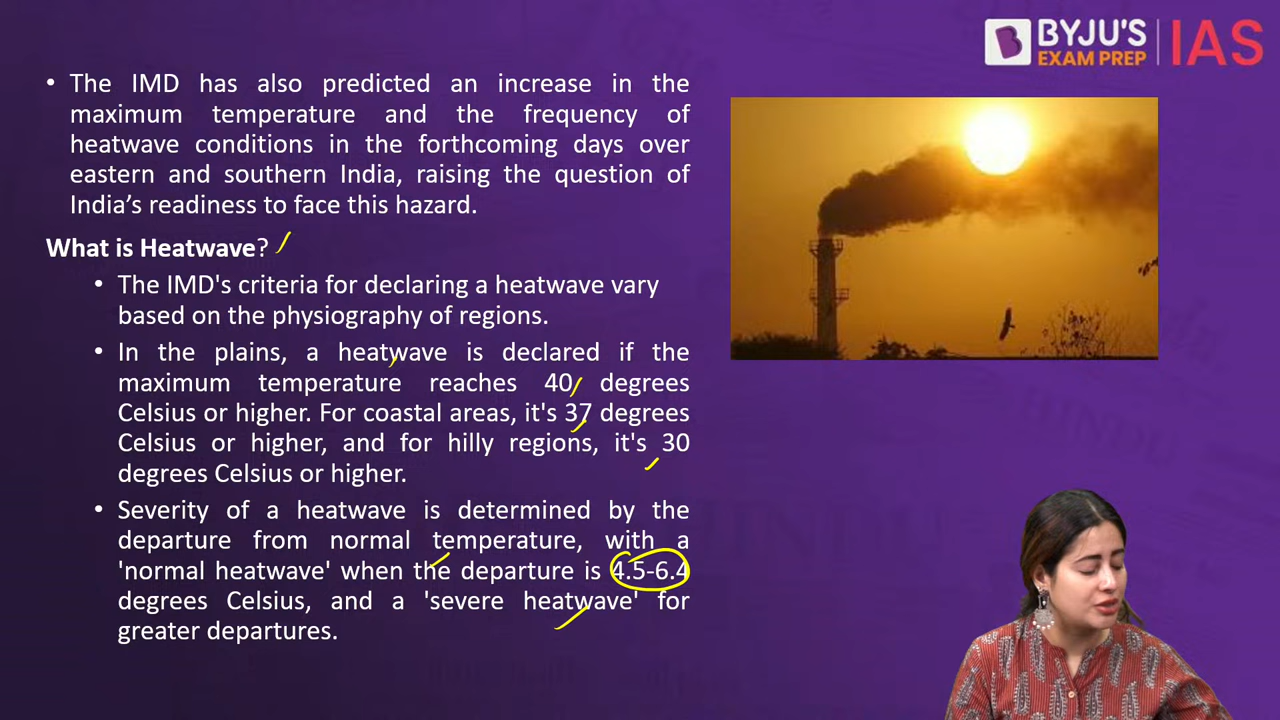 BYJU'S
EXAM PREP
IAS
• The IMD has also predicted an increase in the
maximum temperature and the frequency of
heatwave conditions in the forthcoming days over
eastern and southern India, raising the question of
India's readiness to face this hazard.
What is Heatwave?
• The IMD's criteria for declaring a heatwave vary
based on the physiography of regions.
• In the plains, a heatwave is declared if the
maximum temperature reaches 40 degrees
Celsius or higher. For coastal areas, it's 37 degrees
Celsius or higher, and for hilly regions, it's 30
degrees Celsius or higher.
• Severity of a heatwave is determined by the
departure from normal temperature, with a
'normal heatwave' when the departure is 4.5-6.4
degrees Celsius, and a 'severe heatwave' for
greater departures.
HINDU